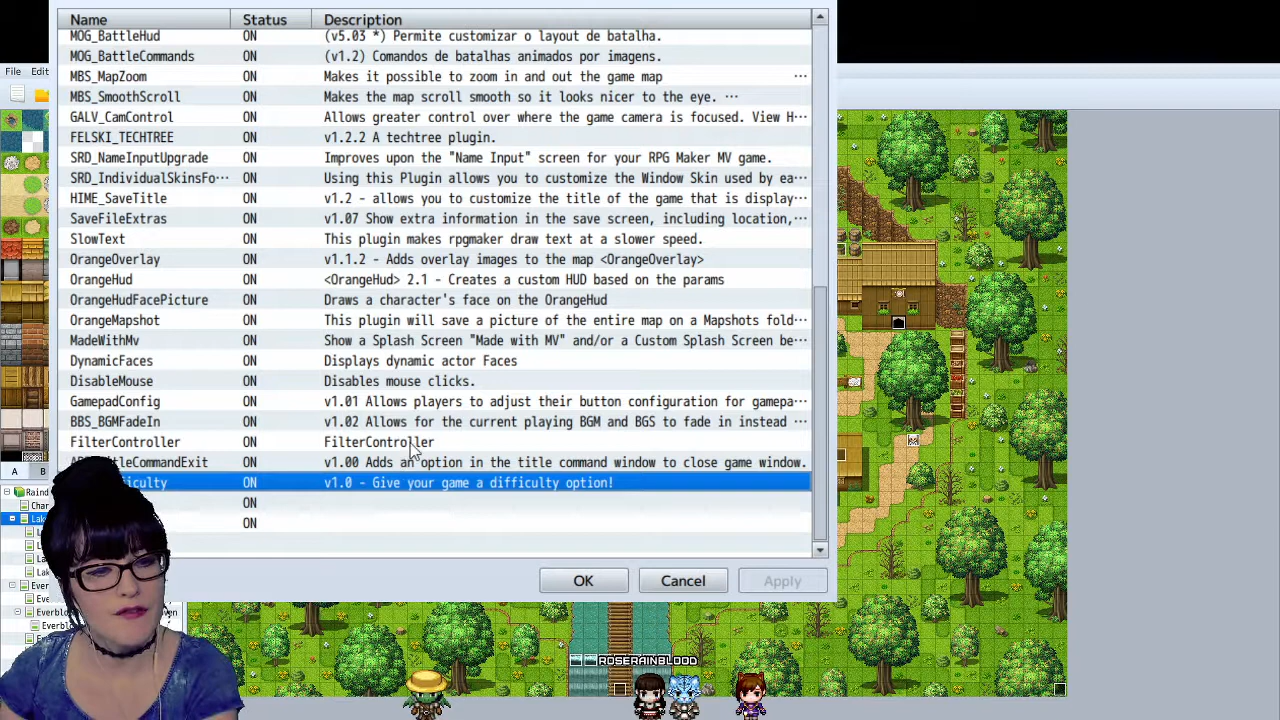 Name Status Description
MOG_BattleHud ON (v5.03 *) Permite customizar o layout de batalha.
MOG_BattleCommands ON (v1.2) Comandos de batalhas animados por imagens.
MBS_MapZoom ON Makes it possible to zoom in and out the game map ···
MBS_SmoothScroll ON Makes the map scroll smooth so it looks nicer to the eye. ···
GALV_CamControl ON Allows greater control over where the game camera is focused. View H···
FELSKI_TECHTREE ON v1.2.2 A techtree plugin.
SRD_NameInputUpgrade ON Improves upon the "Name Input" screen for your RPG Maker MV game.
SRD_IndividualSkinsFo··· ON Using this Plugin allows you to customize the Window Skin used by ea···
HIME_SaveTitle ON v1.2 - allows you to customize the title of the game that is display···
SaveFileExtras ON v1.07 Show extra information in the save screen, including location,···
SlowText ON This plugin makes rpgmaker draw text at a slower speed.
OrangeOverlay ON v1.1.2 - Adds overlay images to the map <OrangeOverlay>
OrangeHud ON <OrangeHud> 2.1 - Creates a custom HUD based on the params
OrangeHudFacePicture ON Draws a character's face on the OrangeHud
OrangeMapshot ON This plugin will save a picture of the entire map on a Mapshots fold···
MadeWithMv ON Show a Splash Screen "Made with MV" and/or a Custom Splash Screen be···
DynamicFaces ON Displays dynamic actor Faces
DisableMouse ON Disables mouse clicks.
GamepadConfig ON v1.01 Allows players to adjust their button configuration for gamepa···
BBS_BGMFadeIn ON v1.02 Allows for the current playing BGM and BGS to fade in instead ···
FilterController ON FilterController
ON v1.00 Adds an option in the title command window to close game window.
ON v1.0 - Give your game a difficulty option!
ON
ON
OK Cancel Apply
File Edit
A B
Raind
Char
Lak
Ever
Everbl
ROSERAINBLOOD